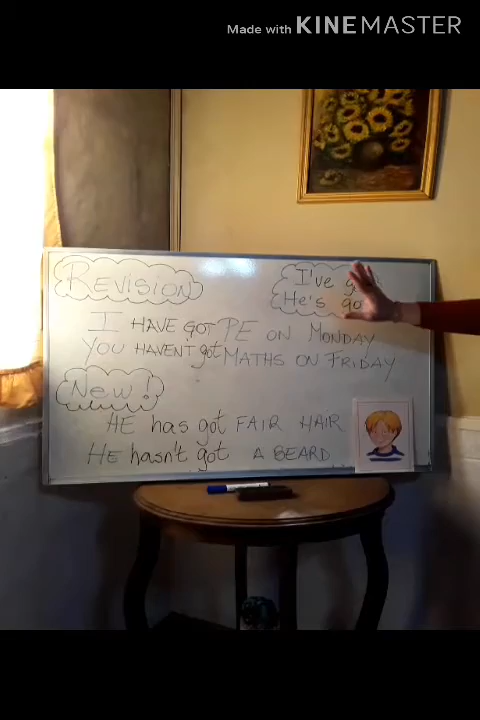 Made with KINEMASTER
REVISION
I've
He's
I HAVE GOT PE ON MONDAY
YOU HAVEN'T got MATHS ON FRIDAY
New!
HE has got FAIR HAIR
HE hasn't got A BEARD